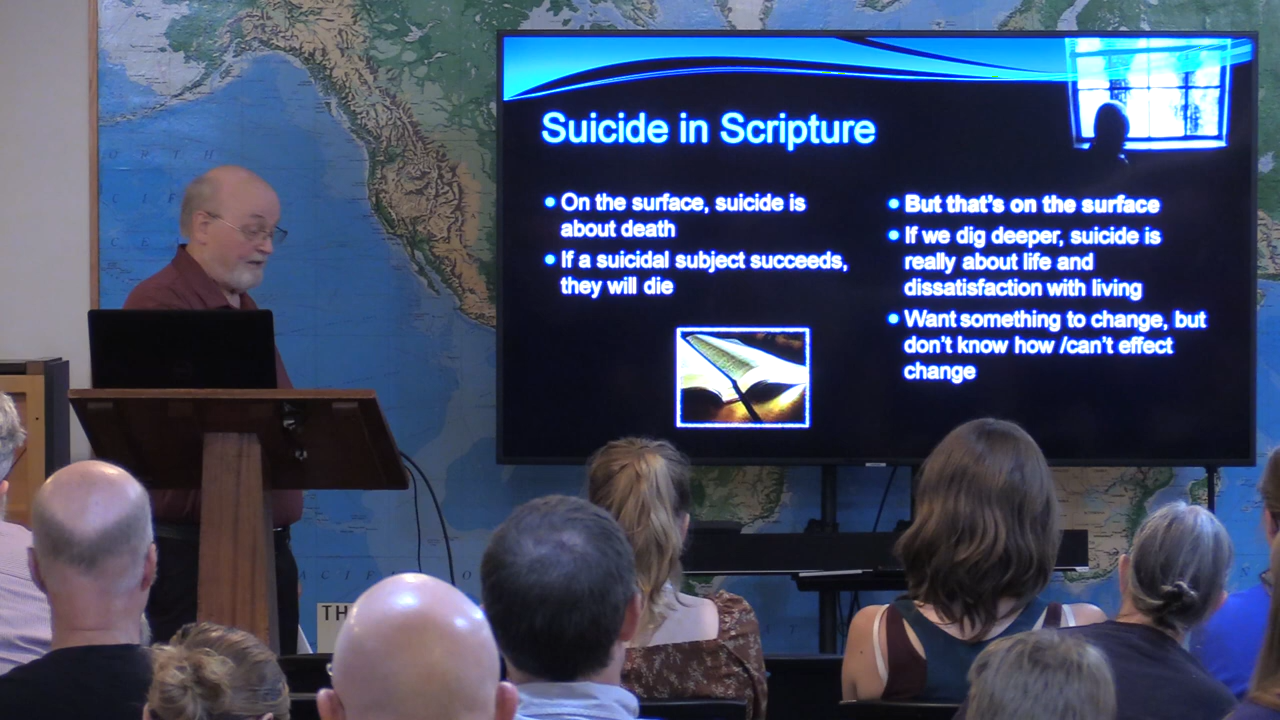 Suicide in Scripture
• On the surface, suicide is
about death
• If a suicidal subject succeeds,
they will die
• But that's on the surface
• If we dig deeper, suicide is
really about life and
dissatisfaction with living
• Want something to change, but
don't know how /can't effect
change
TH